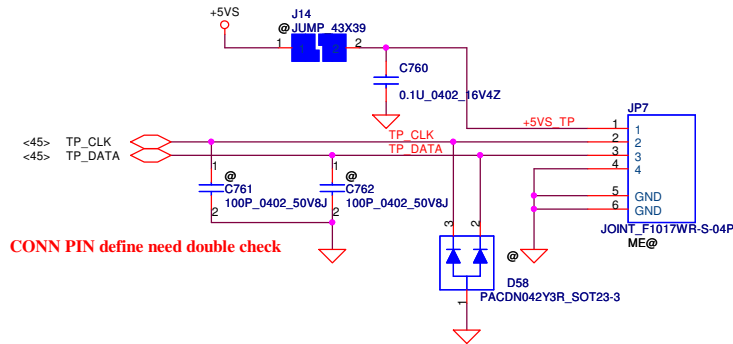 +5VS
J14
@
JUMP_43X39
1 1 2 2
C760
0.1U_0402_16V4Z
JP7
+5VS_TP 1 1
<45> TP_CLK TP_CLK 2 2
<45> TP_DATA TP_DATA 3 3
4 4
1 @ 1 @
C761 C762
100P_0402_50V8J 100P_0402_50V8J
2 2
5 GND
6 GND
JOINT_F1017WR-S-04P
ME@
CONN PIN define need double check
3 2
@
D58
PACDN042Y3R_SOT23-3
1